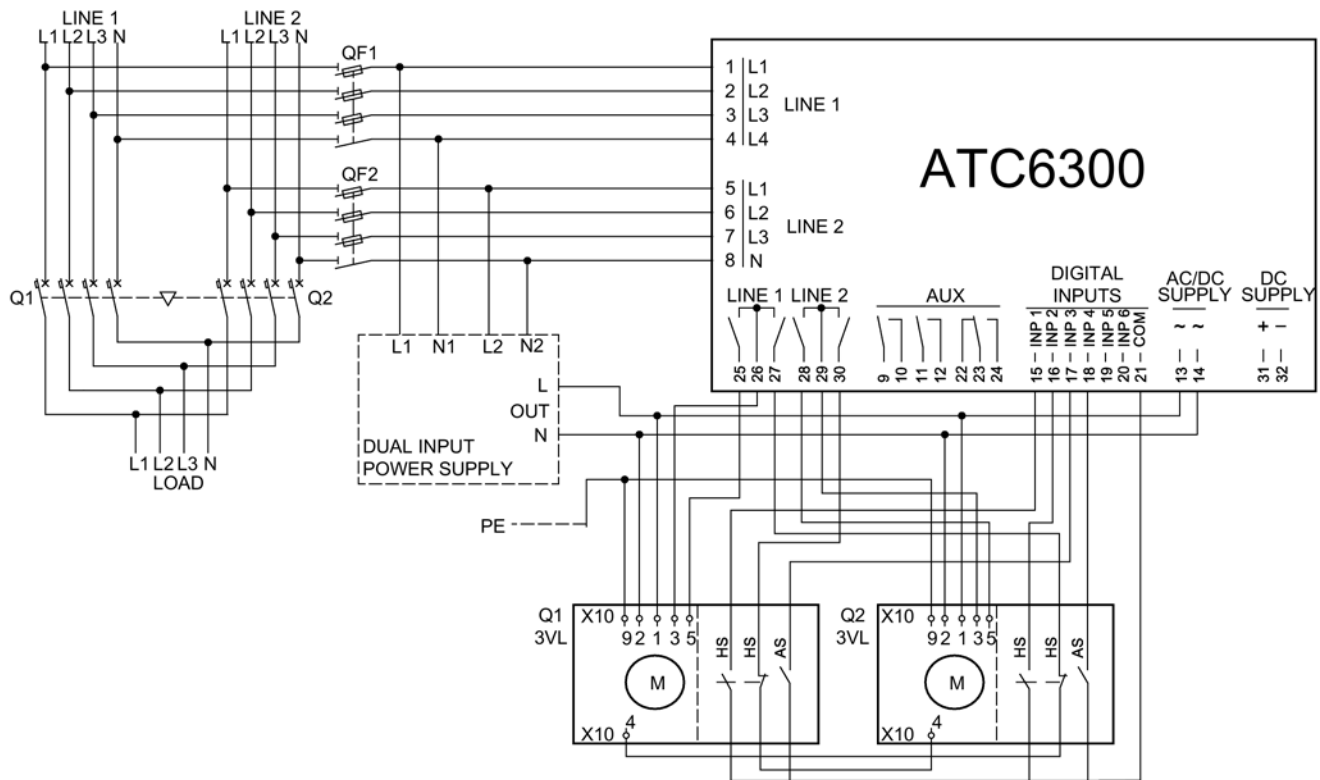 LINE 1
LINE 2
L1 L2 L3 N
L1 L2 L3 N
QF1
1 L1
2 L2
3 L3
4 L4
LINE 1
ATC6300
QF2
5 L1
6 L2
7 L3
8 N
LINE 2
Q1
Q2
LINE 1
LINE 2
AUX
DIGITAL
INPUTS
AC/DC
SUPPLY
DC
SUPPLY
25
26
27
28
29
30
9
10
11
12
22
23
24
15 – INP 1
16 – INP 2
17 – INP 3
18 – INP 4
19 – INP 5
20 – INP 6
21 – COM
13 – ~
14 – ~
31 – +
32 – –
L1 N1 L2 N2
L
OUT
N
DUAL INPUT
POWER SUPPLY
L1 L2 L3 N
LOAD
PE
Q1
3VL
X10
9 2 1 3 5
HS
HS
AS
M
X10
4
Q2
3VL
X10
9 2 1 3 5
HS
HS
AS
M
X10
4